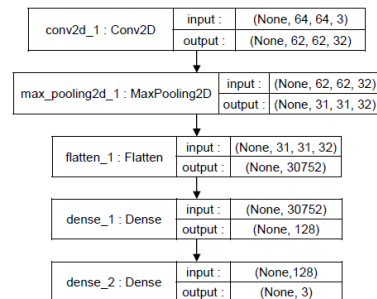 conv2d_1 : Conv2D
input : (None, 64, 64, 3)
output : (None, 62, 62, 32)
max_pooling2d_1 : MaxPooling2D
input : (None, 62, 62, 32)
output : (None, 31, 31, 32)
flatten_1 : Flatten
input : (None, 31, 31, 32)
output : (None, 30752)
dense_1 : Dense
input : (None, 30752)
output : (None, 128)
dense_2 : Dense
input : (None,128)
output : (None, 3)